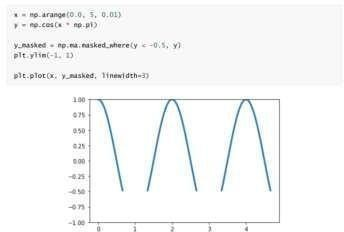 x = np.arange(0.0, 5, 0.01)
y = np.cos(x * np.pi)
y_masked = np.ma.masked_where(y < -0.5, y)
plt.ylim(-1, 1)
plt.plot(x, y_masked, linewidth=3)
1.00
0.75
0.50
0.25
0.00
-0.25
-0.50
-0.75
-1.00
0 1 2 3 4